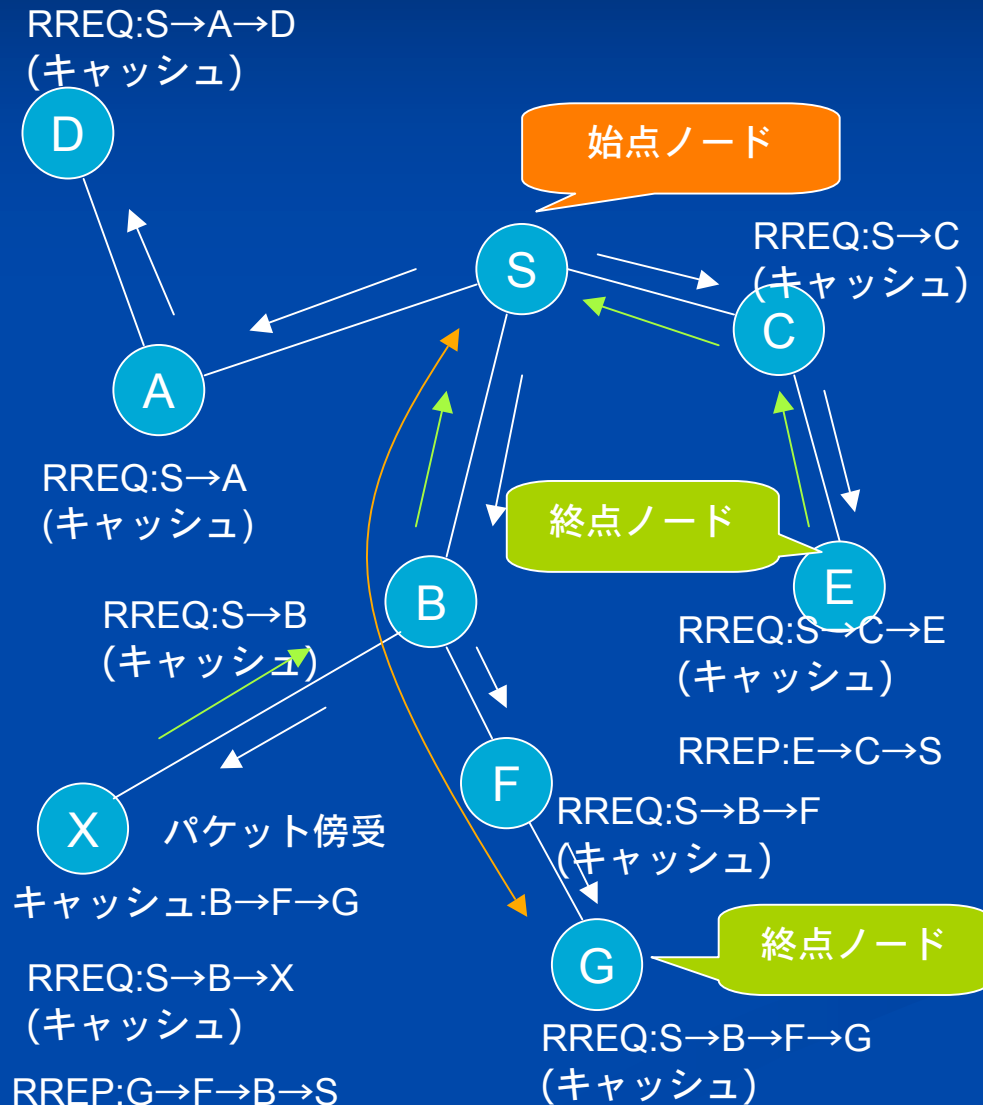 RREQ:S→A→D
(キャッシュ)
D
始点ノード
S
RREQ:S→C
(キャッシュ)
C
A
RREQ:S→A
(キャッシュ)
終点ノード
E
B
RREQ:S→B
(キャッシュ)
RREQ:S→C→E
(キャッシュ)
RREP:E→C→S
F
X
パケット傍受
RREQ:S→B→F
(キャッシュ)
キャッシュ:B→F→G
終点ノード
G
RREQ:S→B→X
(キャッシュ)
RREQ:S→B→F→G
(キャッシュ)
RREP:G→F→B→S